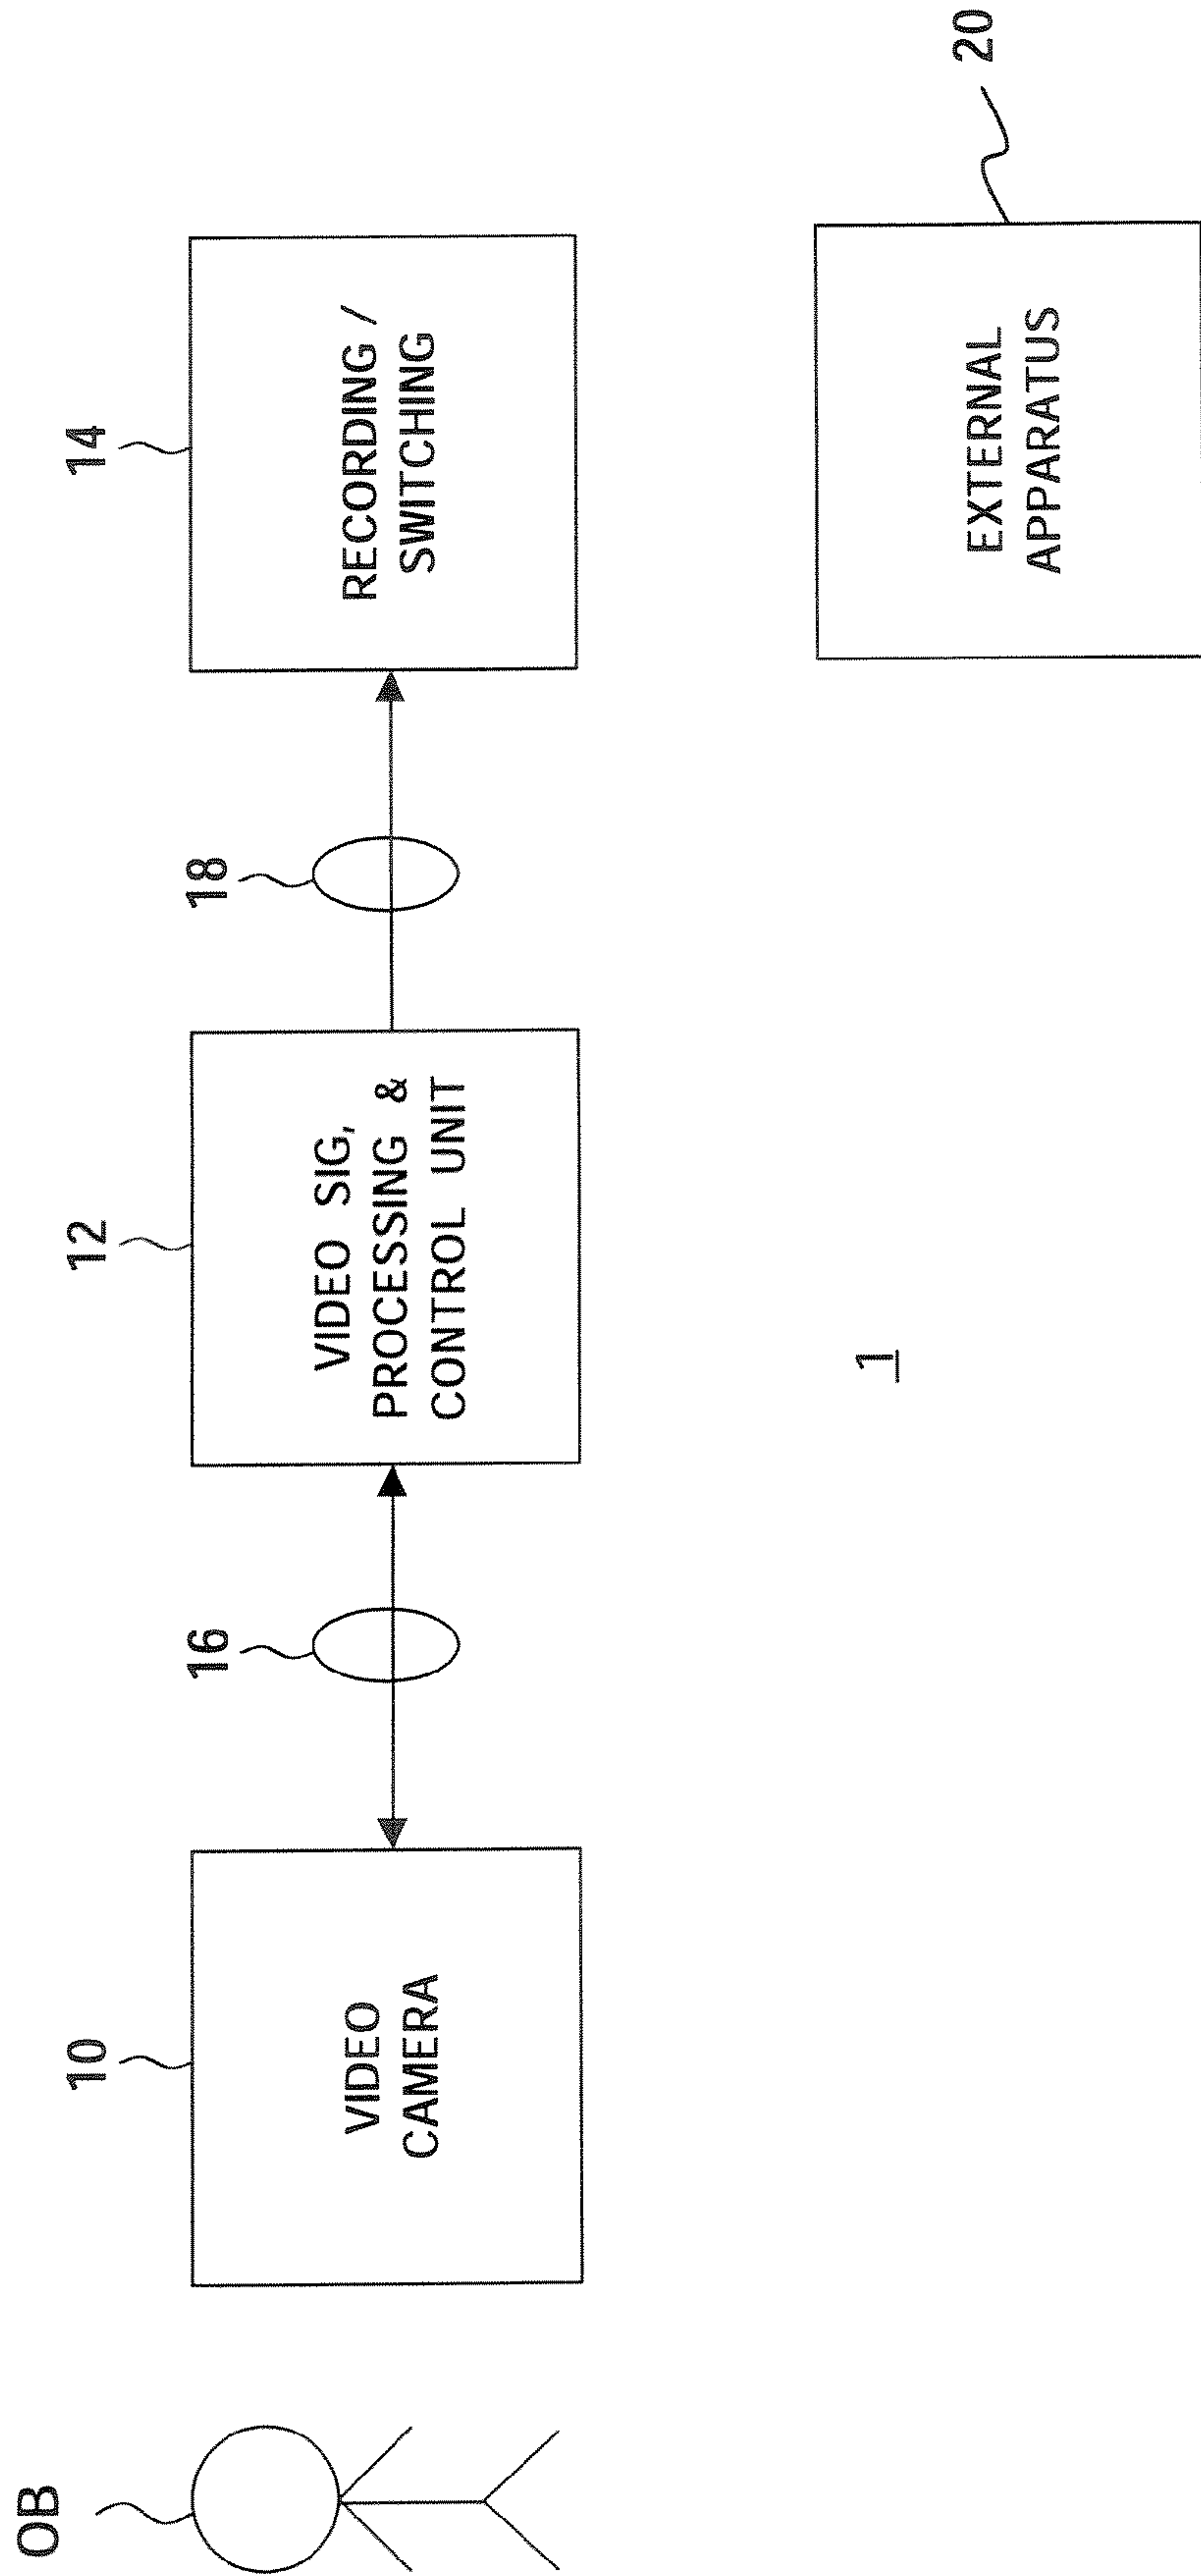 OB
10
VIDEO
CAMERA
16
12
VIDEO SIG,
PROCESSING &
CONTROL UNIT
18
14
RECORDING /
SWITCHING
1
20
EXTERNAL
APPARATUS